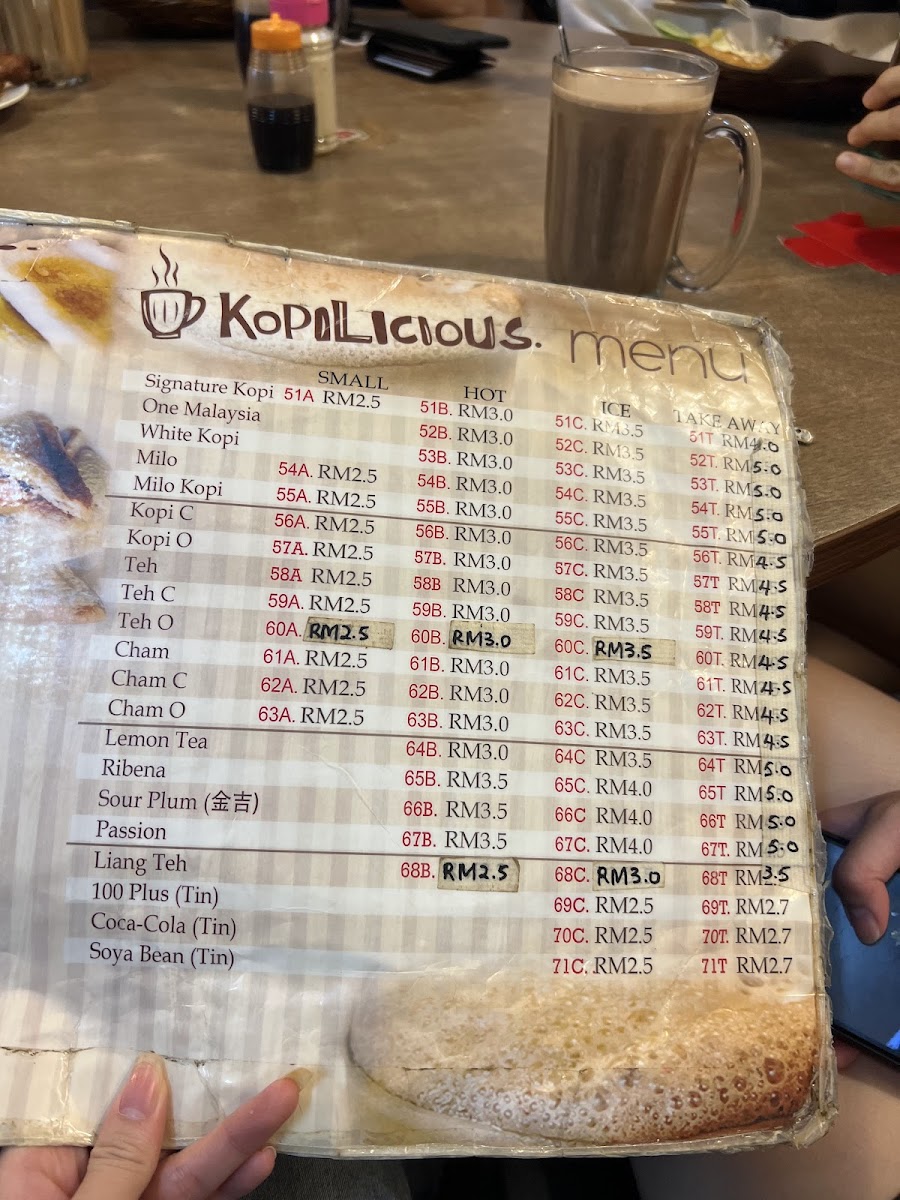 KOPILLICIOUS. menu
SMALL HOT ICE TAKE AWAY
Signature Kopi 51A RM2.5 51B. RM3.0 51C. RM3.5 51T RM4.0
One Malaysia 52B. RM3.0 52C. RM3.5 52T. RM5.0
White Kopi 53B. RM3.0 53C. RM3.5 53T. RM5.0
Milo 54A. RM2.5 54B. RM3.0 54C. RM3.5 54T. RM5.0
Milo Kopi 55A. RM2.5 55B. RM3.0 55C. RM3.5 55T. RM5.0
Kopi C 56A. RM2.5 56B. RM3.0 56C. RM3.5 56T. RM4.5
Kopi O 57A. RM2.5 57B. RM3.0 57C. RM3.5 57T RM4.5
Teh 58A RM2.5 58B RM3.0 58C RM3.5 58T RM4.5
Teh C 59A. RM2.5 59B. RM3.0 59C. RM3.5 59T. RM4.5
Teh O 60A. RM2.5 60B. RM3.0 60C. RM3.5 60T. RM4.5
Cham 61A. RM2.5 61B. RM3.0 61C. RM3.5 61T. RM4.5
Cham C 62A. RM2.5 62B. RM3.0 62C. RM3.5 62T. RM4.5
Cham O 63A. RM2.5 63B. RM3.0 63C. RM3.5 63T. RM4.5
Lemon Tea 64B. RM3.0 64C RM3.5 64T RM5.0
Ribena 65B. RM3.5 65C. RM4.0 65T RM5.0
Sour Plum (金吉) 66B. RM3.5 66C RM4.0 66T RM5.0
Passion 67B. RM3.5 67C. RM4.0 67T. RM5.0
Liang Teh 68B. RM2.5 68C. RM3.0 68T RM3.5
100 Plus (Tin) 69C. RM2.5 69T. RM2.7
Coca-Cola (Tin) 70C. RM2.5 70T. RM2.7
Soya Bean (Tin) 71C. RM2.5 71T RM2.7